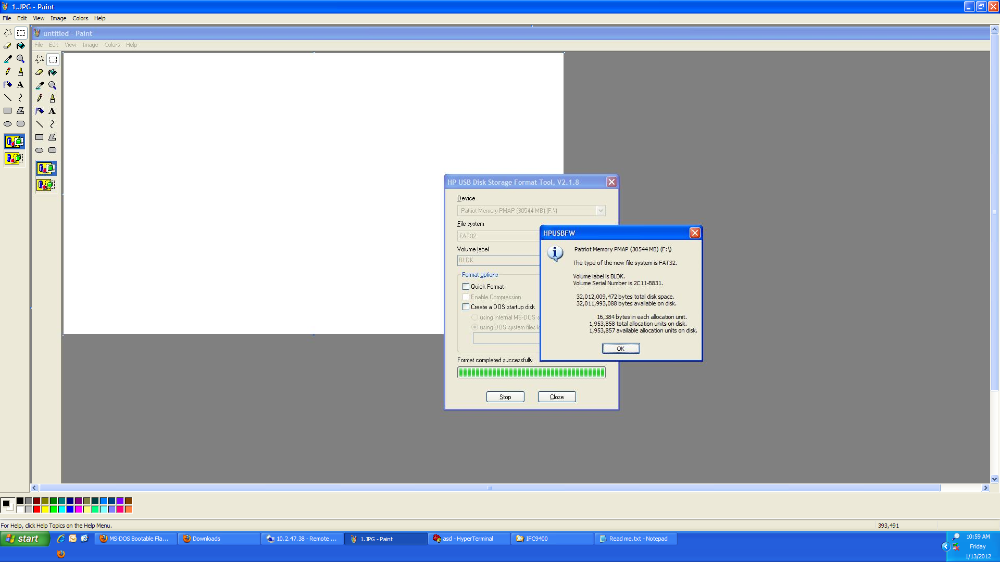 1.JPG - Paint
File Edit View Image Colors Help
untitled - Paint
File Edit View Image Colors Help
A
A
HP USB Disk Storage Format Tool, V2.1.8
Device
Patriot Memory PMAP (30544 MB) (F:\)
File system
FAT32
Volume label
BLDK
Format options
Quick Format
Enable Compression
Create a DOS startup disk
using internal MS-DOS s
using DOS system files lo
Format completed successfully.
Stop Close
HPUSBFW
Patriot Memory PMAP (30544 MB) (F:\)
The type of the new file system is FAT32.
Volume label is BLDK.
Volume Serial Number is 2C11-B831.
32,012,009,472 bytes total disk space.
32,011,993,088 bytes available on disk.
16,384 bytes in each allocation unit.
1,953,858 total allocation units on disk.
1,953,857 available allocation units on disk.
OK
For Help, click Help Topics on the Help Menu.
393,491
start
MS-DOS Bootable Fla...
Downloads
10.2.47.38 - Remote ...
1.JPG - Paint
asd - HyperTerminal
IFC9400
Read me.txt - Notepad
10:59 AM
Friday
1/13/2012